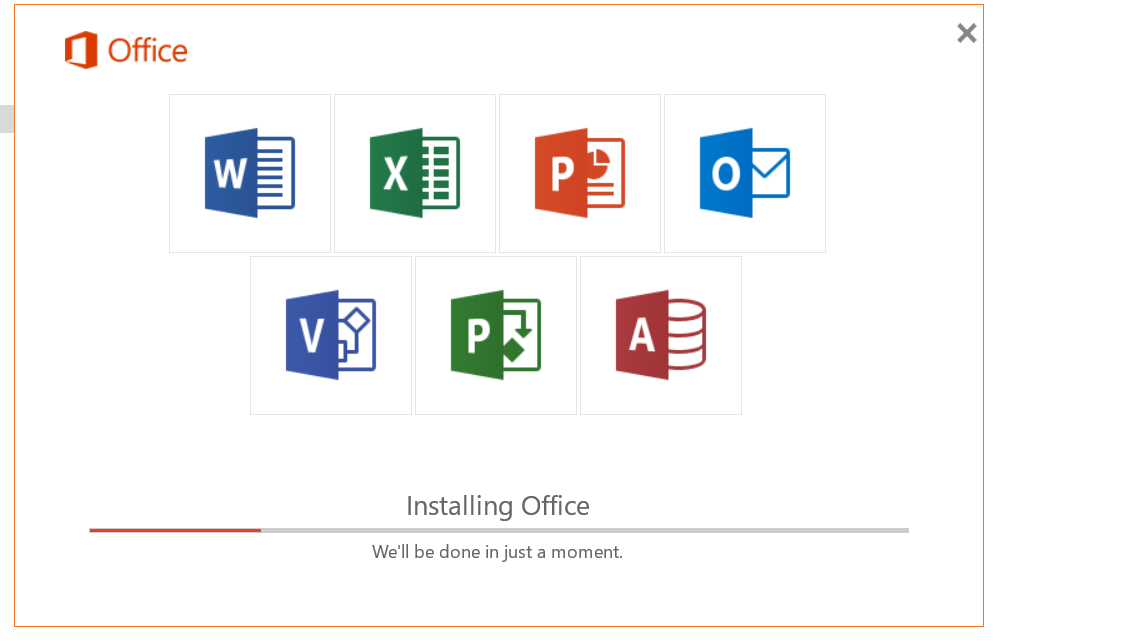 Office
W X P O
V P A
Installing Office
We'll be done in just a moment.